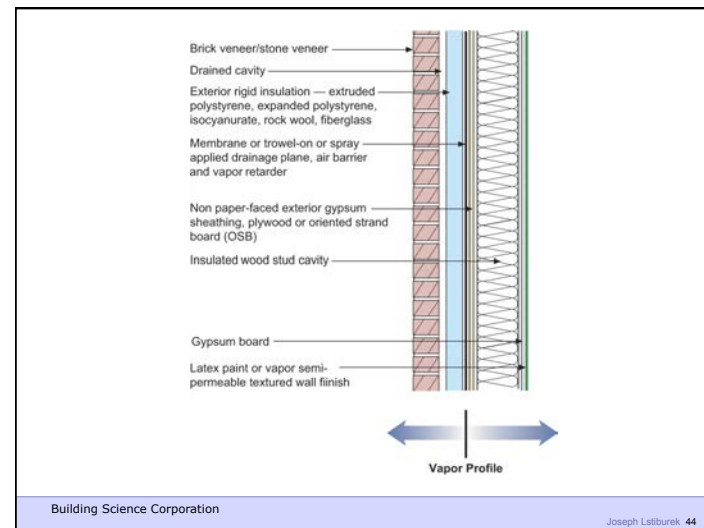 Brick veneer/stone veneer
Drained cavity
Exterior rigid insulation — extruded
polystyrene, expanded polystyrene,
isocyanurate, rock wool, fiberglass
Membrane or trowel-on or spray
applied drainage plane, air barrier
and vapor retarder
Non paper-faced exterior gypsum
sheathing, plywood or oriented strand
board (OSB)
Insulated wood stud cavity
Gypsum board
Latex paint or vapor semi-
permeable textured wall fiinish
Vapor Profile
Building Science Corporation
Joseph Lstiburek 44